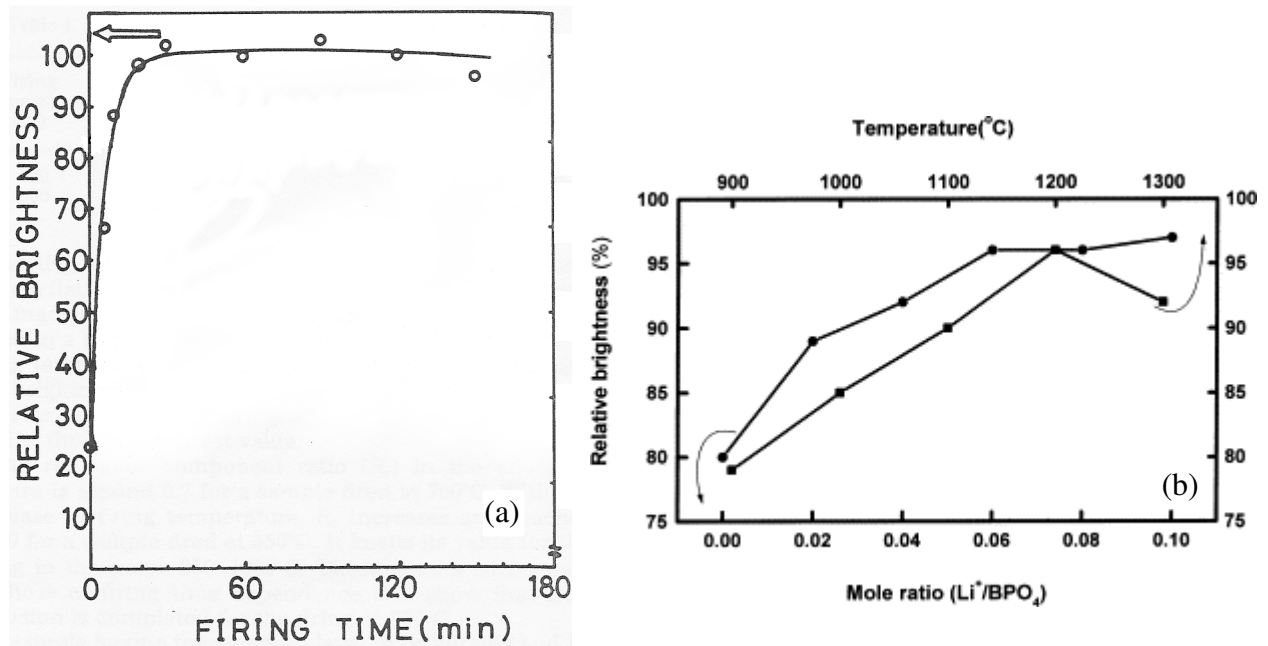 RELATIVE BRIGHTNESS
100
90
80
70
60
50
40
30
20
10
0 60 120 180
FIRING TIME(min)
(a)
Temperature(°C)
900 1000 1100 1200 1300
Relative brightness (%)
100 100
95 95
90 90
85 85
80 80
75 75
(b)
0.00 0.02 0.04 0.06 0.08 0.10
Mole ratio (Li⁺/BPO₄)